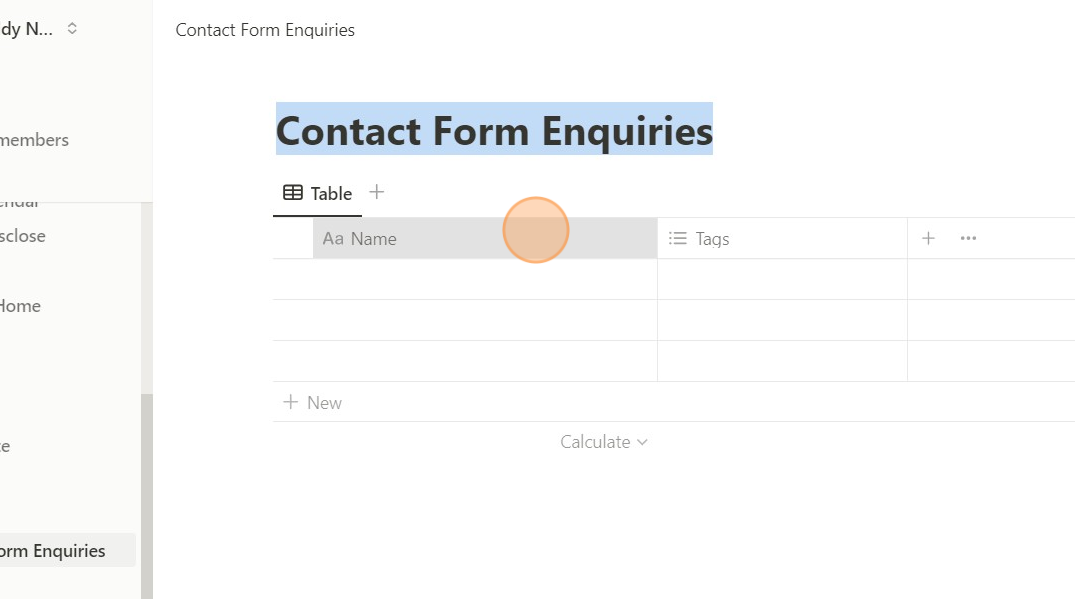 dy N...
Contact Form Enquiries
members
Contact Form Enquiries
Table
sclose
Aa Name
Tags
Home
New
Calculate
orm Enquiries